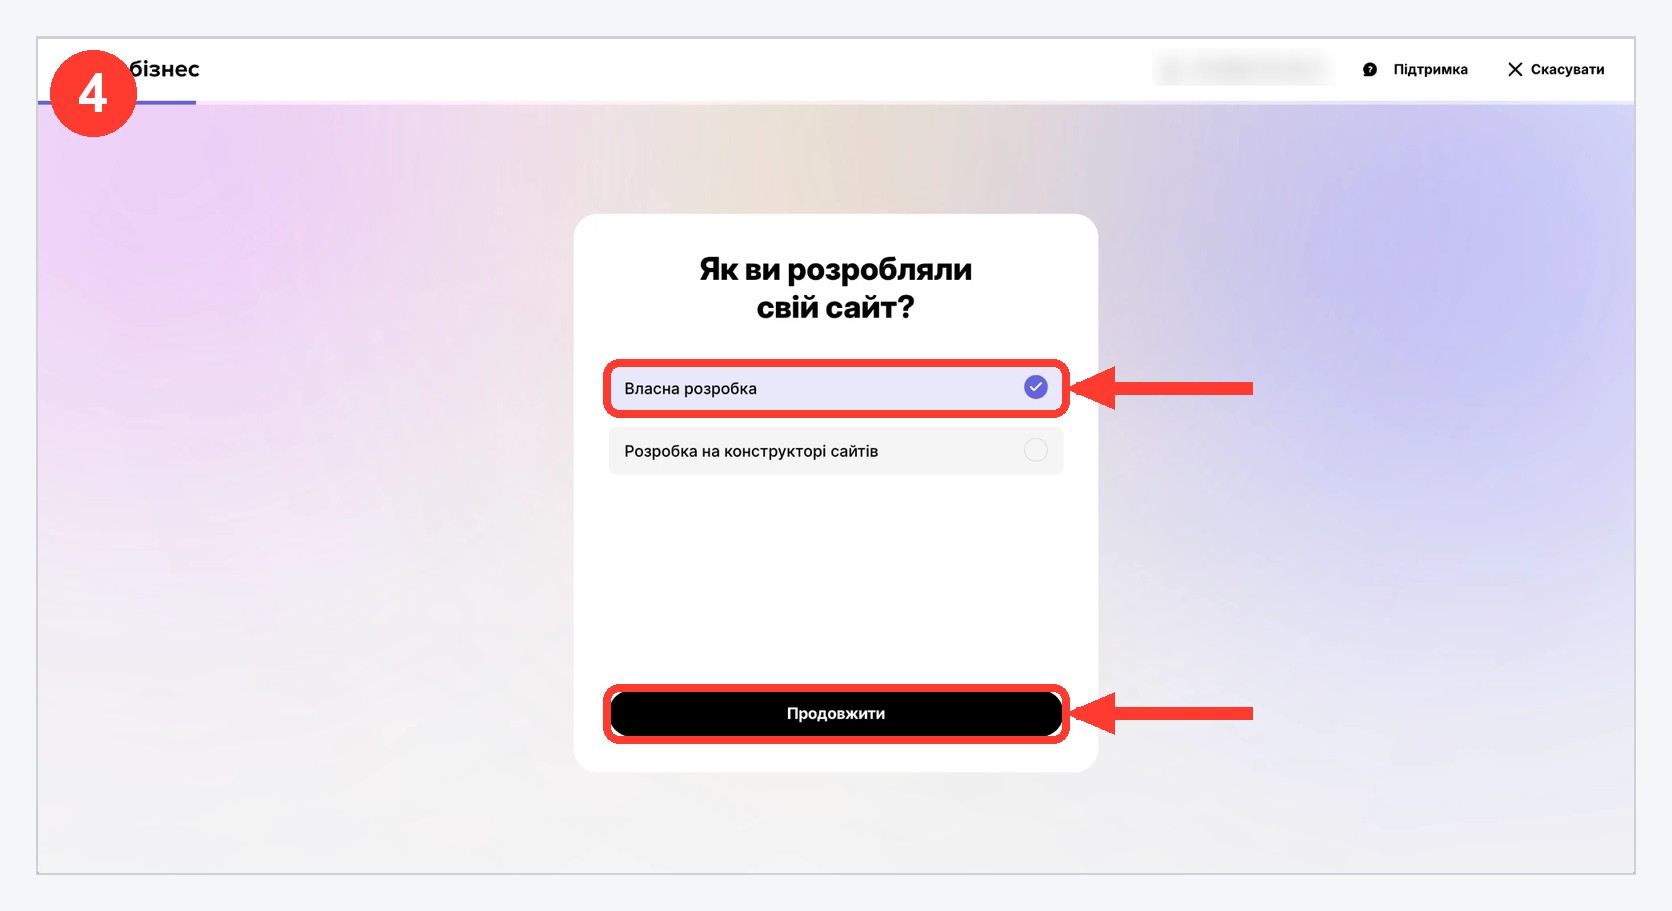 4
бізнес
Підтримка
Скасувати
Як ви розробляли
свій сайт?
Власна розробка
Розробка на конструкторі сайтів
Продовжити